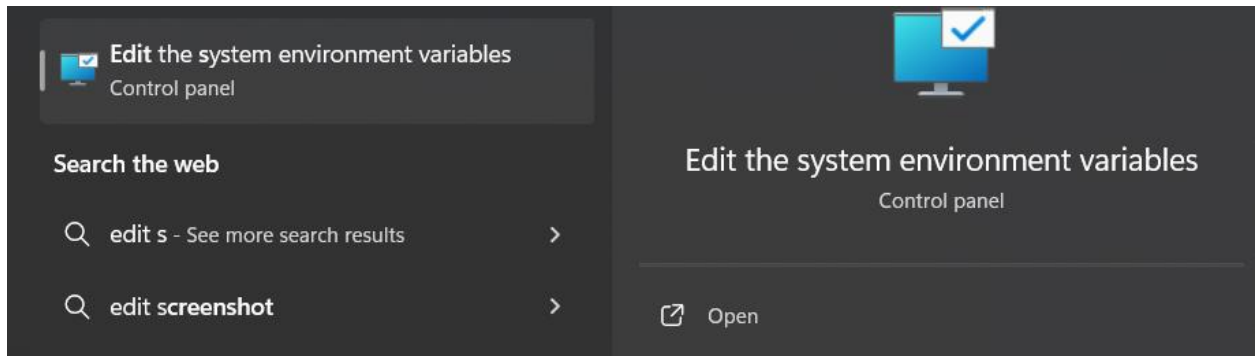 Edit the system environment variables
Control panel
Search the web
edit s - See more search results
edit screenshot
Edit the system environment variables
Control panel
Open